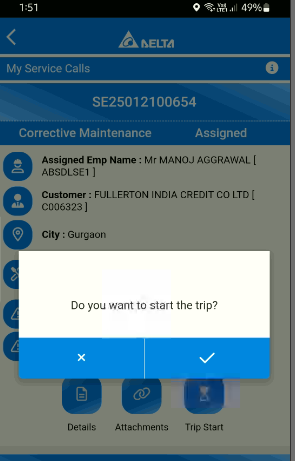 1:51
49%
DELTA
My Service Calls
SE25012100654
Corrective Maintenance Assigned
Assigned Emp Name : Mr MANOJ AGGRAWAL [
ABSDLSE1 ]
Customer : FULLERTON INDIA CREDIT CO LTD [
C006323 ]
City : Gurgaon
Do you want to start the trip?
Details Attachments Trip Start